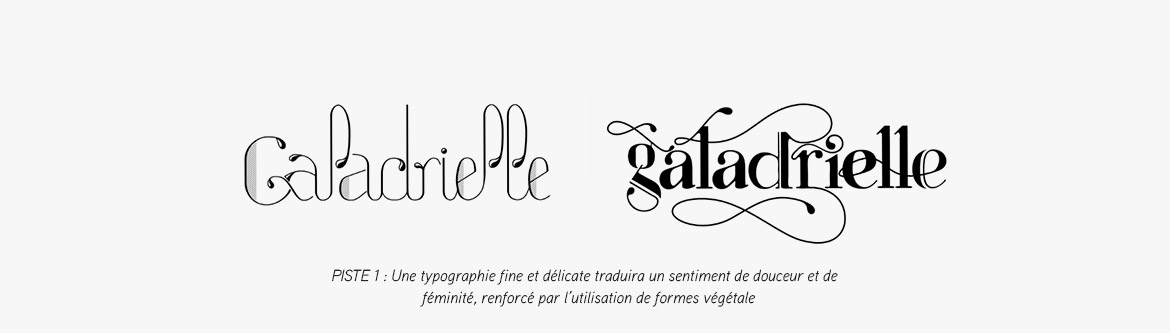 Galadrielle
galadrielle
PISTE 1 : Une typographie fine et délicate traduira un sentiment de douceur et de
féminité, renforcé par l'utilisation de formes végétale